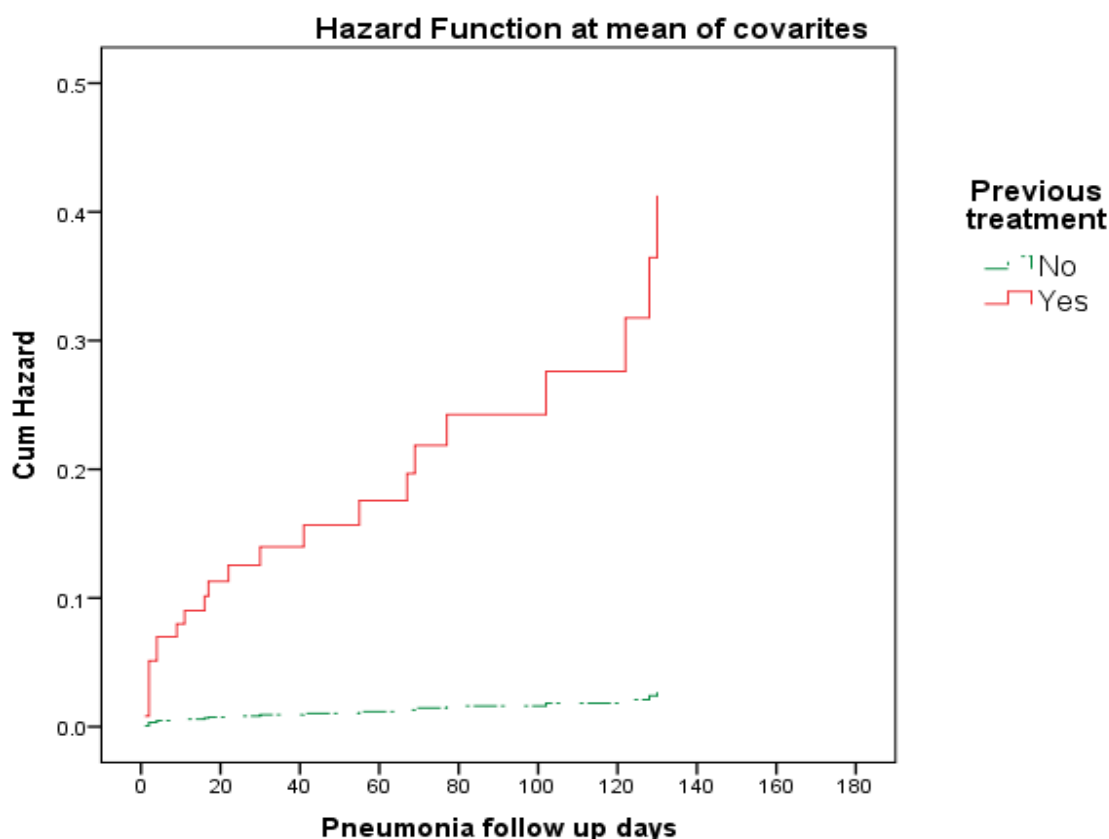 Hazard Function at mean of covarites
0.5
0.4
0.3
0.2
0.1
0.0
Cum Hazard
0 20 40 60 80 100 120 140 160 180
Pneumonia follow up days
Previous
treatment
No
Yes